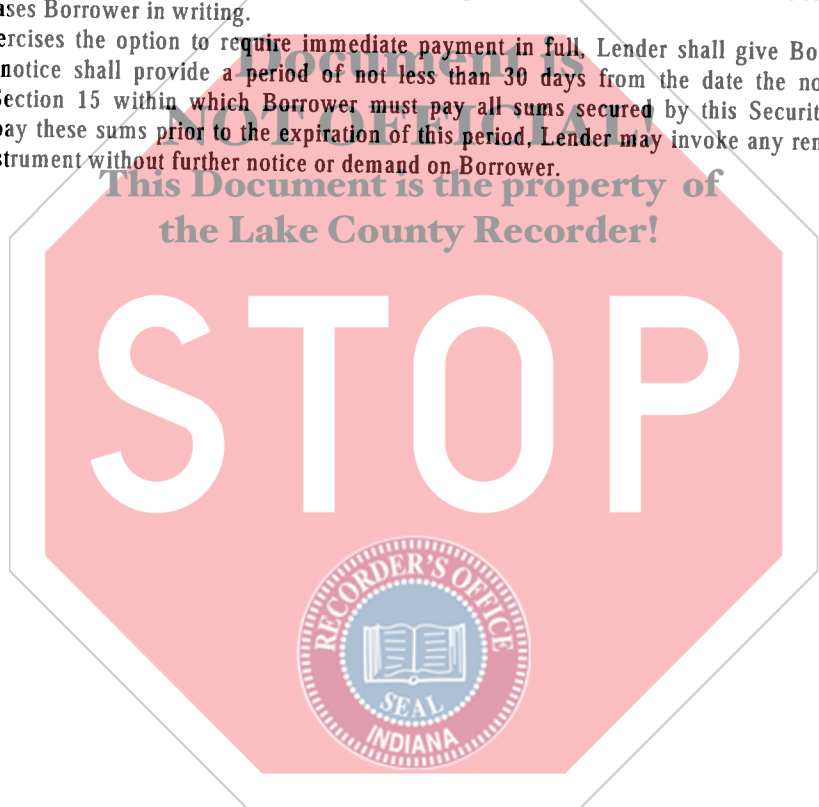 ases Borrower in writing.
ercises the option to require immediate payment in full, Lender shall give Bo
notice shall provide a period of not less than 30 days from the date the no
Section 15 within which Borrower must pay all sums secured by this Securit
pay these sums prior to the expiration of this period, Lender may invoke any ren
strument without further notice or demand on Borrower.
Document is
NOT OFFICIAL!
This Document is the property of
the Lake County Recorder!
STOP
RECORDER'S OFFICE
SEAL
INDIANA